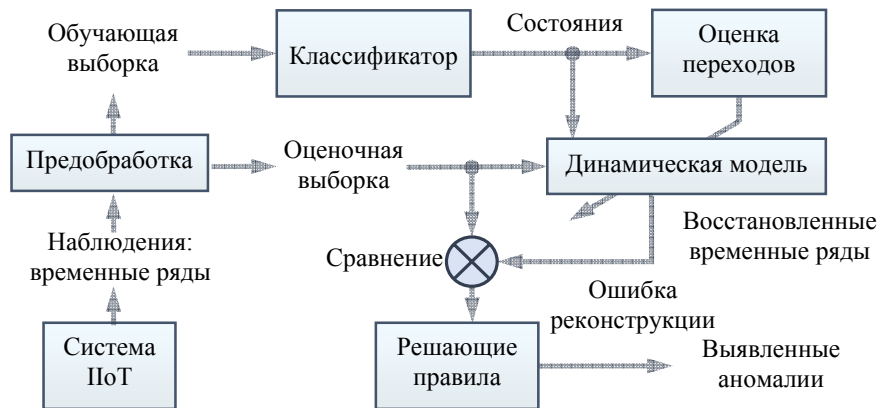 Обучающая
выборка
Классификатор
Состояния
Оценка
переходов
Предобработка
Оценочная
выборка
Динамическая модель
Наблюдения:
временные ряды
Сравнение
Восстановленные
временные ряды
Ошибка
реконструкции
Система
IIoT
Решающие
правила
Выявленные
аномалии